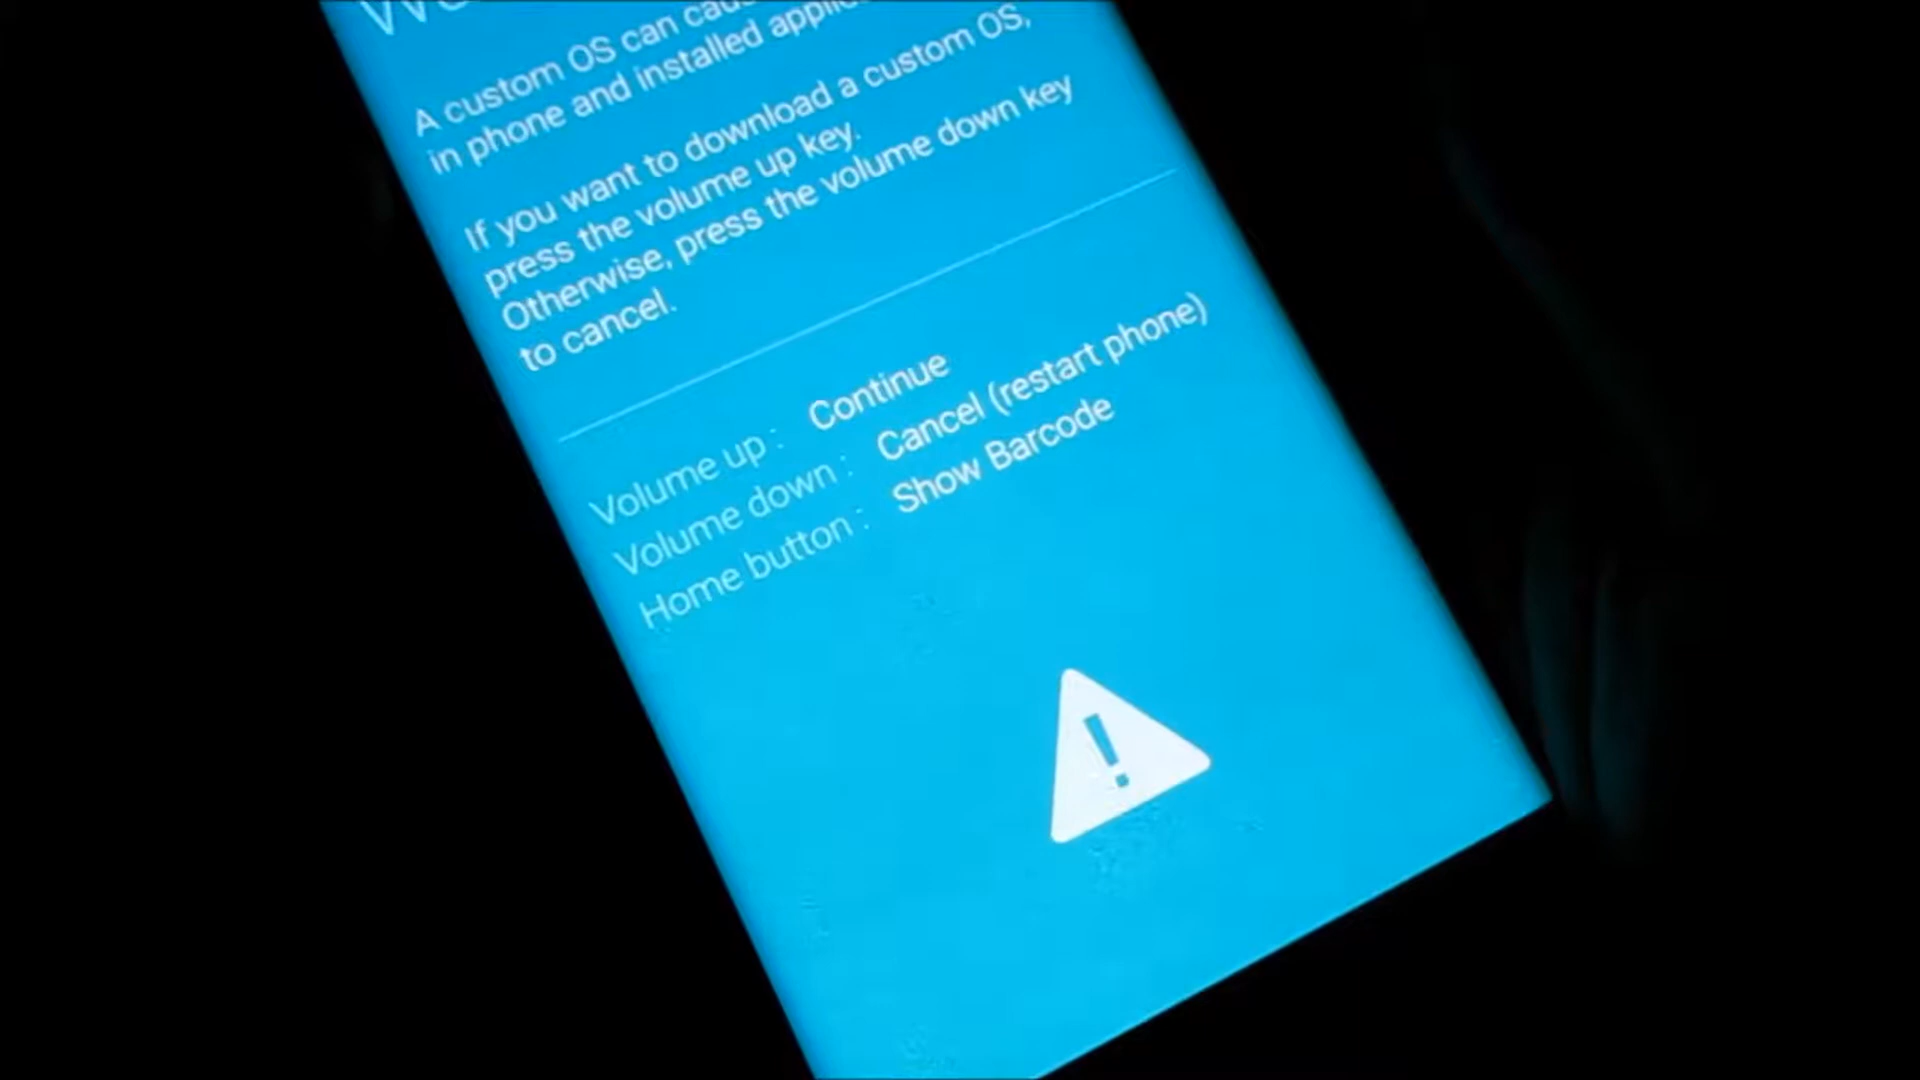 A custom OS can
in phone and installed
If you want to download a custom OS,
press the volume up key.
Otherwise, press the volume down key
to cancel.
Volume up : Continue
Volume down : Cancel (restart phone)
Home button : Show Barcode
!